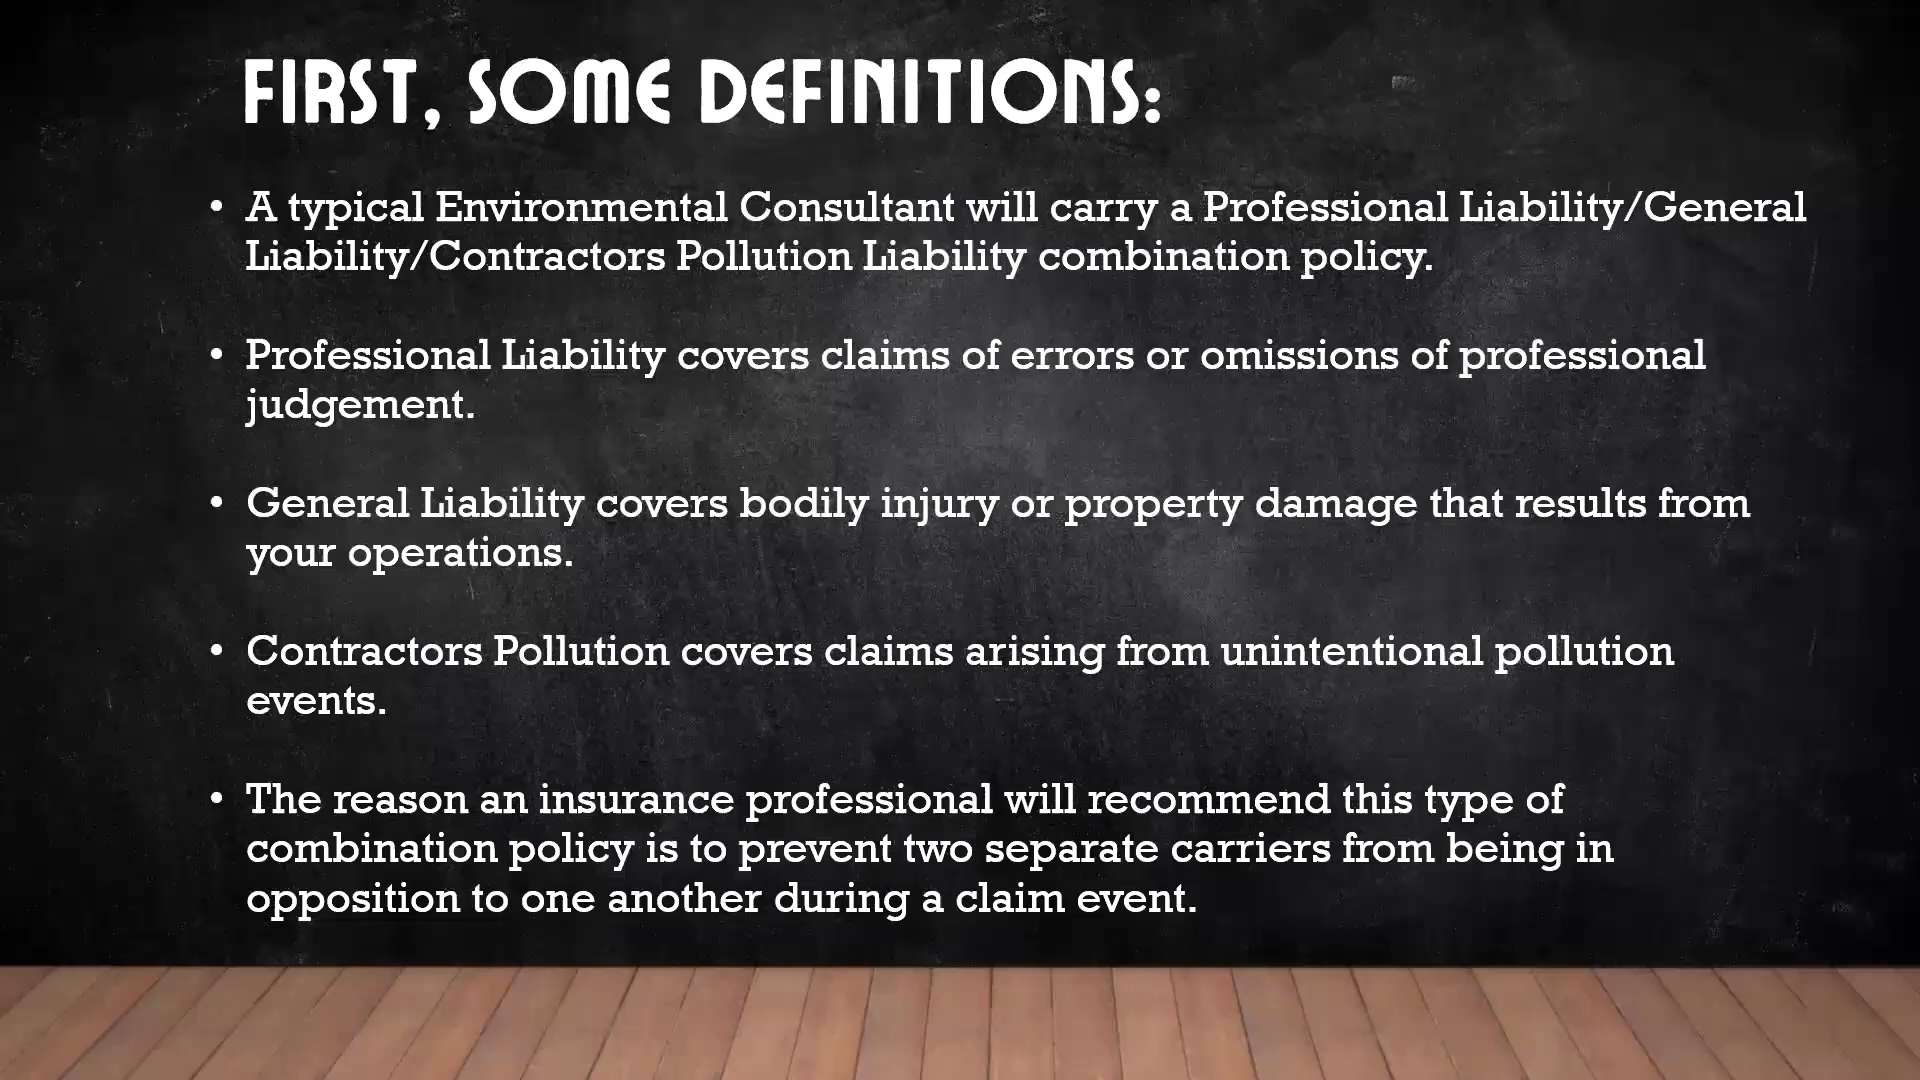 FIRST, SOME DEFINITIONS:
• A typical Environmental Consultant will carry a Professional Liability/General
Liability/Contractors Pollution Liability combination policy.
• Professional Liability covers claims of errors or omissions of professional
judgement.
• General Liability covers bodily injury or property damage that results from
your operations.
• Contractors Pollution covers claims arising from unintentional pollution
events.
• The reason an insurance professional will recommend this type of
combination policy is to prevent two separate carriers from being in
opposition to one another during a claim event.